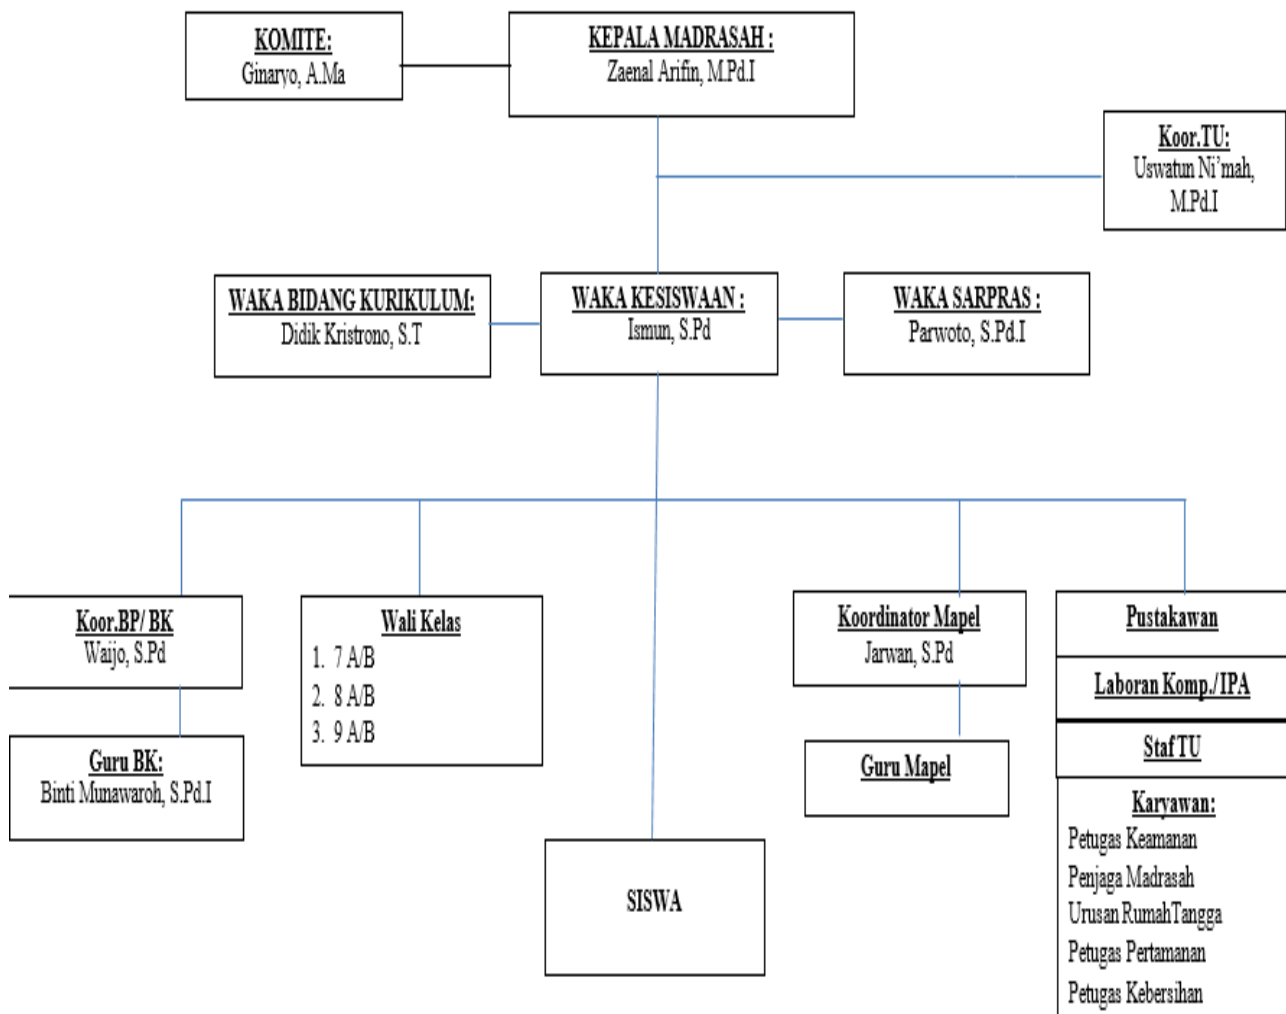 KOMITE:
Ginaryo, A.Ma
KEPALA MADRASAH :
Zaenal Arifin, M.Pd.I
Koor.TU:
Uswatun Ni’mah,
M.Pd.I
WAKA BIDANG KURIKULUM:
Didik Kristrono, S.T
WAKA KESISWAAN :
Ismun, S.Pd
WAKA SARPRAS :
Parwoto, S.Pd.I
Koor.BP/ BK
Waijo, S.Pd
Guru BK:
Binti Munawaroh, S.Pd.I
Wali Kelas
1. 7 A/B
2. 8 A/B
3. 9 A/B
SISWA
Koordinator Mapel
Jarwan, S.Pd
Guru Mapel
Pustakawan
Laboran Komp./IPA
Staf TU
Karyawan:
Petugas Keamanan
Penjaga Madrasah
Urusan RumahTangga
Petugas Pertamanan
Petugas Kebersihan